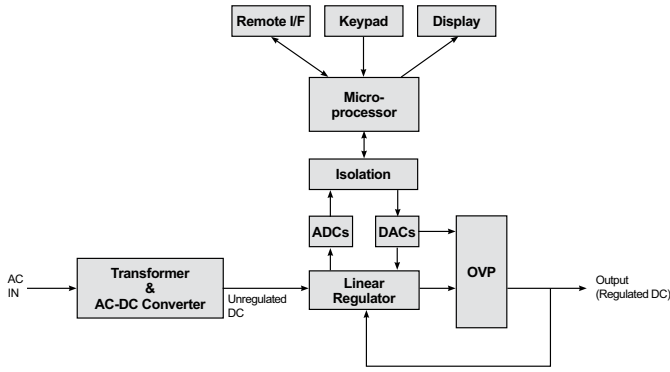 Remote I/F
Keypad
Display
Micro-
processor
Isolation
ADCs
DACs
OVP
AC
IN
Transformer
&
AC-DC Converter
Unregulated
DC
Linear
Regulator
Output
(Regulated DC)